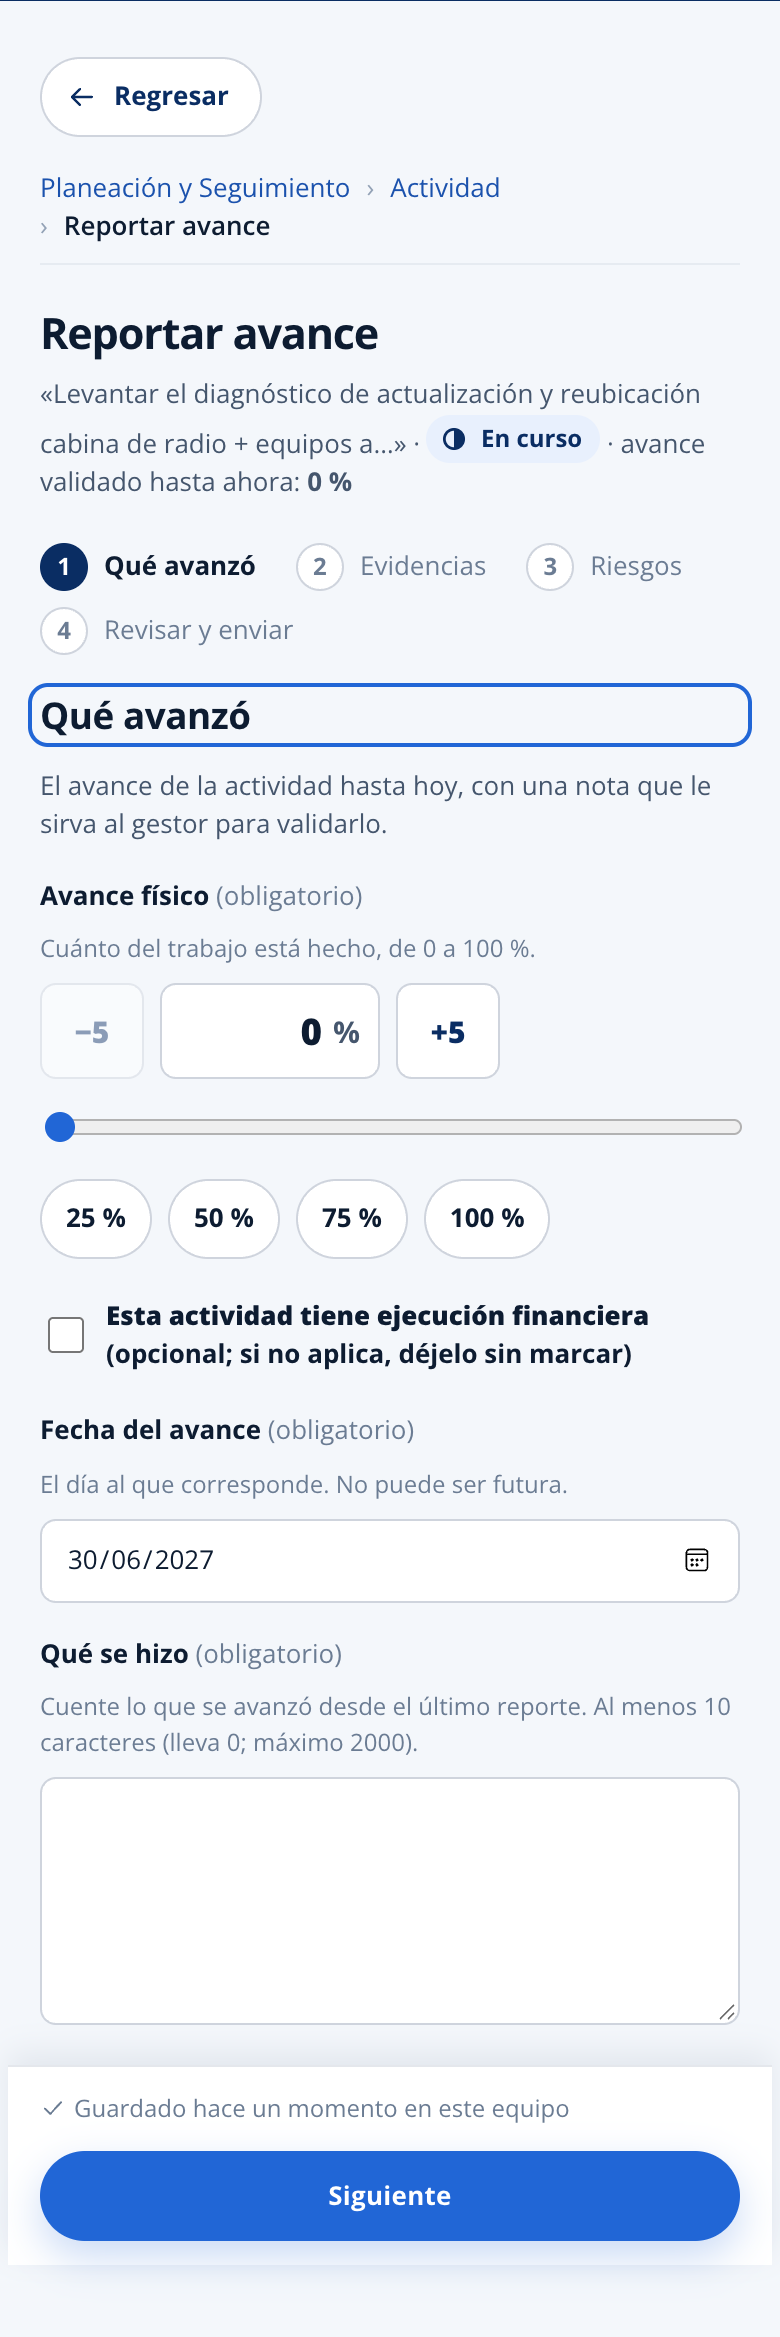 ← Regresar
Planeación y Seguimiento › Actividad
› Reportar avance
Reportar avance
«Levantar el diagnóstico de actualización y reubicación
cabina de radio + equipos a...» · En curso · avance
validado hasta ahora: 0 %
1 Qué avanzó 2 Evidencias 3 Riesgos
4 Revisar y enviar
Qué avanzó
El avance de la actividad hasta hoy, con una nota que le
sirva al gestor para validarlo.
Avance físico (obligatorio)
Cuánto del trabajo está hecho, de 0 a 100 %.
−5 0 % +5
25 % 50 % 75 % 100 %
Esta actividad tiene ejecución financiera
(opcional; si no aplica, déjelo sin marcar)
Fecha del avance (obligatorio)
El día al que corresponde. No puede ser futura.
30/06/2027
Qué se hizo (obligatorio)
Cuente lo que se avanzó desde el último reporte. Al menos 10
caracteres (lleva 0; máximo 2000).
Guardado hace un momento en este equipo
Siguiente